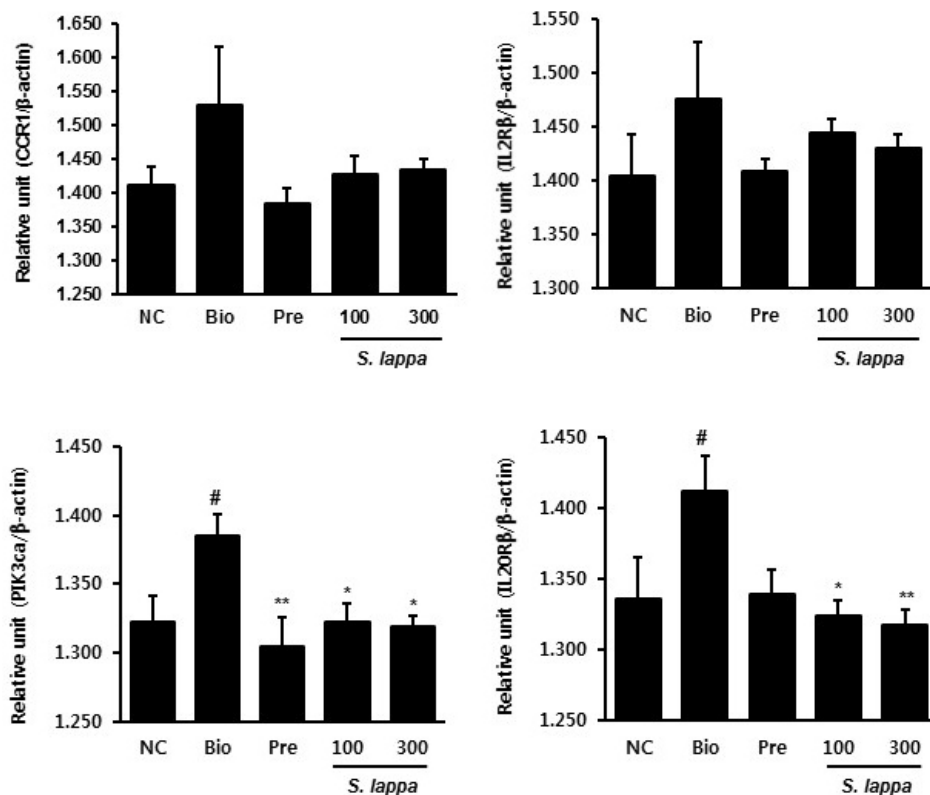 Relative unit (CCR1/β-actin)
1.650
1.600
1.550
1.500
1.450
1.400
1.350
1.300
1.250
NC Bio Pre 100 300
S. lappa
Relative unit (IL2Rβ/β-actin)
1.550
1.500
1.450
1.400
1.350
1.300
NC Bio Pre 100 300
S. lappa
Relative unit (PIK3ca/β-actin)
1.450
1.400
1.350
1.300
1.250
#
**
*
*
NC Bio Pre 100 300
S. lappa
Relative unit (IL20Rβ/β-actin)
1.450
1.400
1.350
1.300
1.250
#
*
**
NC Bio Pre 100 300
S. lappa